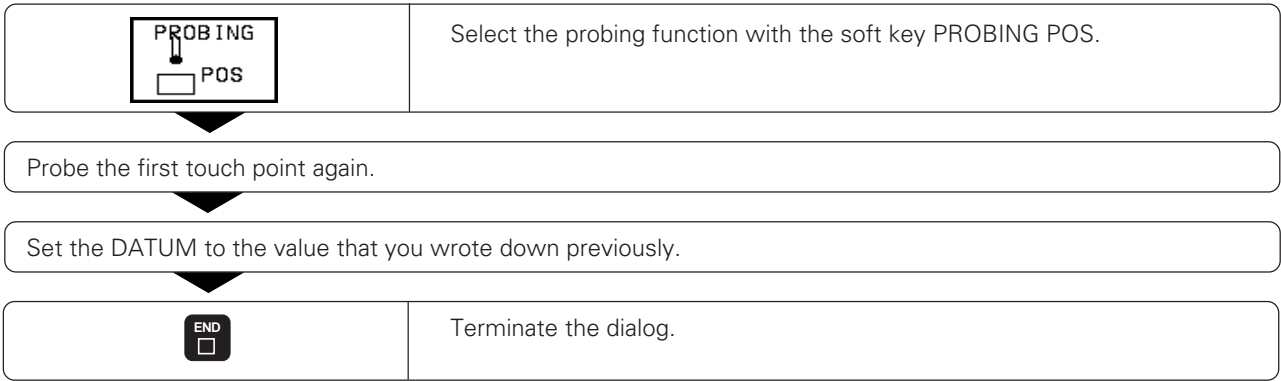 PROBING
POS
Select the probing function with the soft key PROBING POS.
Probe the first touch point again.
Set the DATUM to the value that you wrote down previously.
END
Terminate the dialog.